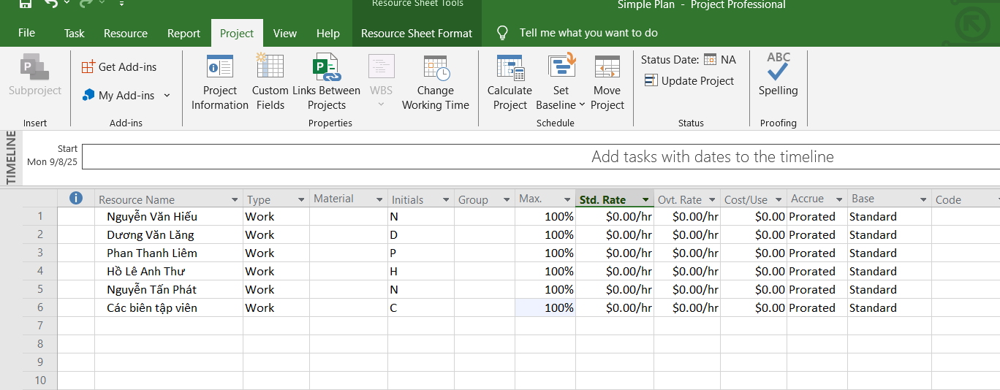 Resource Sheet Tools
Simple Plan - Project Professional
File Task Resource Report Project View Help Resource Sheet Format Tell me what you want to do
Subproject
Insert
Get Add-ins
My Add-ins
Add-ins
Project Information
Custom Fields
Links Between Projects
WBS
Change Working Time
Properties
Calculate Project
Set Baseline
Move Project
Schedule
Status Date: NA
Update Project
Status
ABC
Spelling
Proofing
TIMELINE
Start
Mon 9/8/25
Add tasks with dates to the timeline
Resource Name Type Material Initials Group Max. Std. Rate Ovt. Rate Cost/Use Accrue Base Code
1 Nguyễn Văn Hiếu Work N 100% $0.00/hr $0.00/hr $0.00 Prorated Standard
2 Dương Văn Lăng Work D 100% $0.00/hr $0.00/hr $0.00 Prorated Standard
3 Phan Thanh Liêm Work P 100% $0.00/hr $0.00/hr $0.00 Prorated Standard
4 Hồ Lê Anh Thư Work H 100% $0.00/hr $0.00/hr $0.00 Prorated Standard
5 Nguyễn Tấn Phát Work N 100% $0.00/hr $0.00/hr $0.00 Prorated Standard
6 Các biên tập viên Work C 100% $0.00/hr $0.00/hr $0.00 Prorated Standard
7
8
9
10